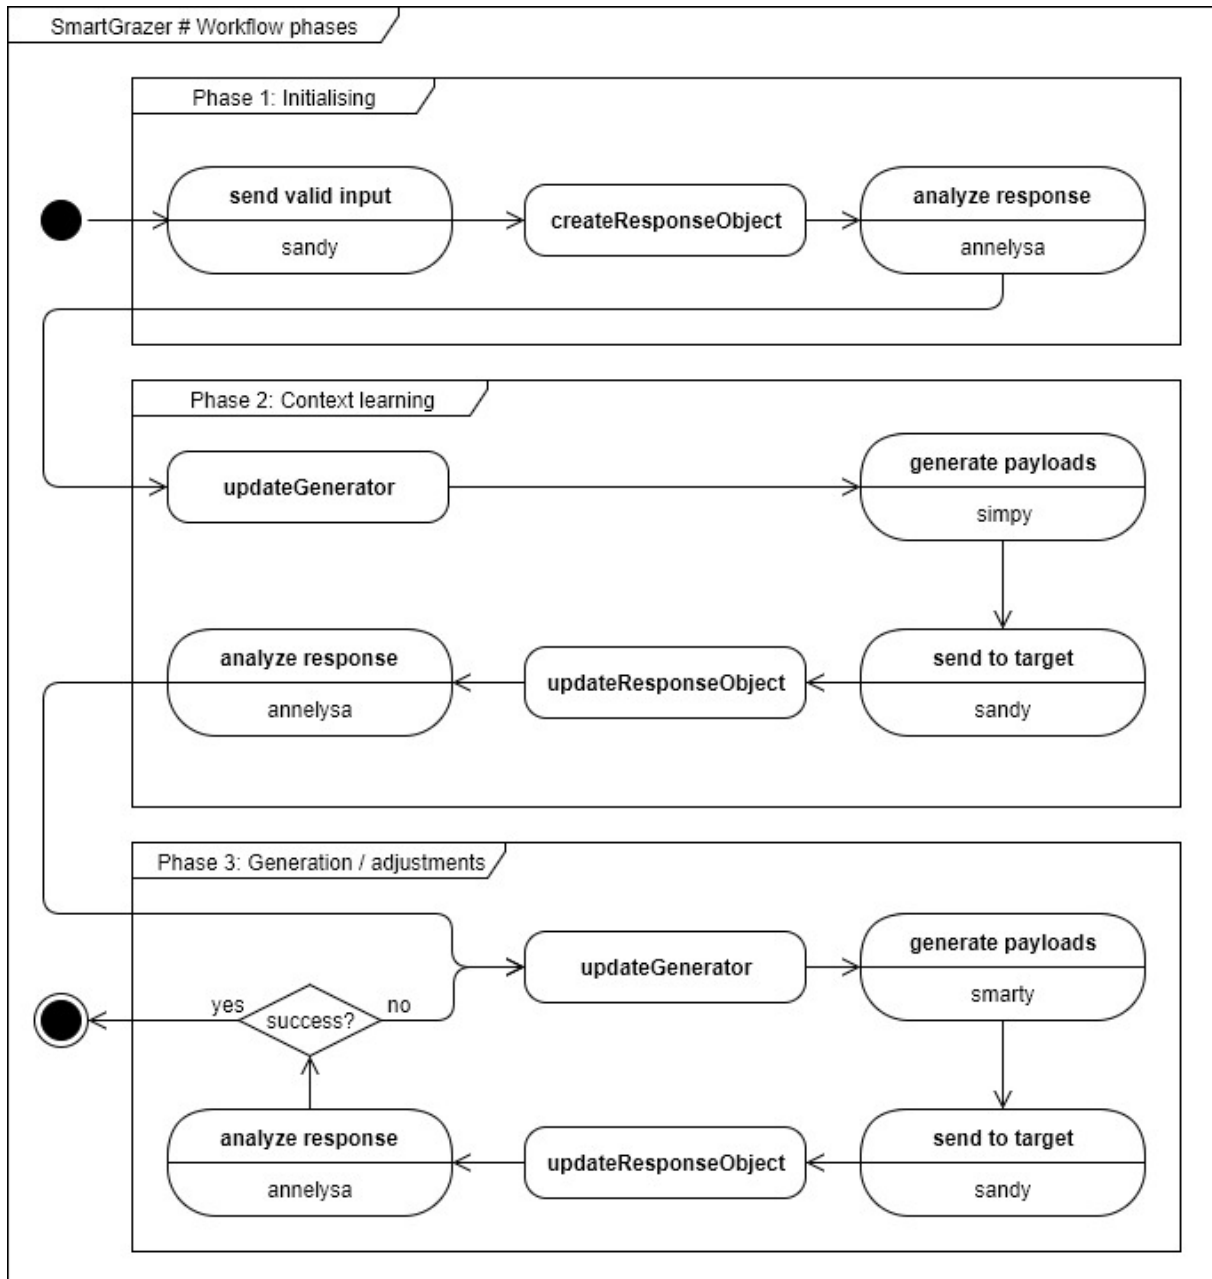 SmartGrazer # Workflow phases
Phase 1: Initialising
send valid input
sandy
createResponseObject
analyze response
annelysa
Phase 2: Context learning
updateGenerator
generate payloads
simpy
analyze response
annelysa
updateResponseObject
send to target
sandy
Phase 3: Generation / adjustments
updateGenerator
generate payloads
smarty
yes
success?
no
analyze response
annelysa
updateResponseObject
send to target
sandy